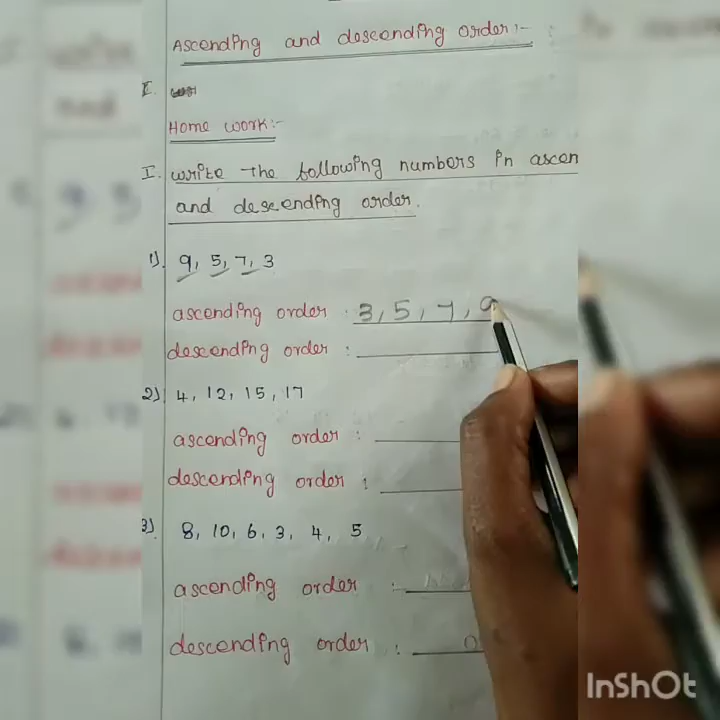 Ascending and descending order:-
I.
Home work:-
I. write the following numbers in ascen
and descending order.
1). 9, 5, 7, 3
ascending order : 3, 5, 7, 9
descending order :
2) 4, 12, 15, 17
ascending order :
descending order :
3). 8, 10, 6, 3, 4, 5
ascending order :
descending order :
InShOt